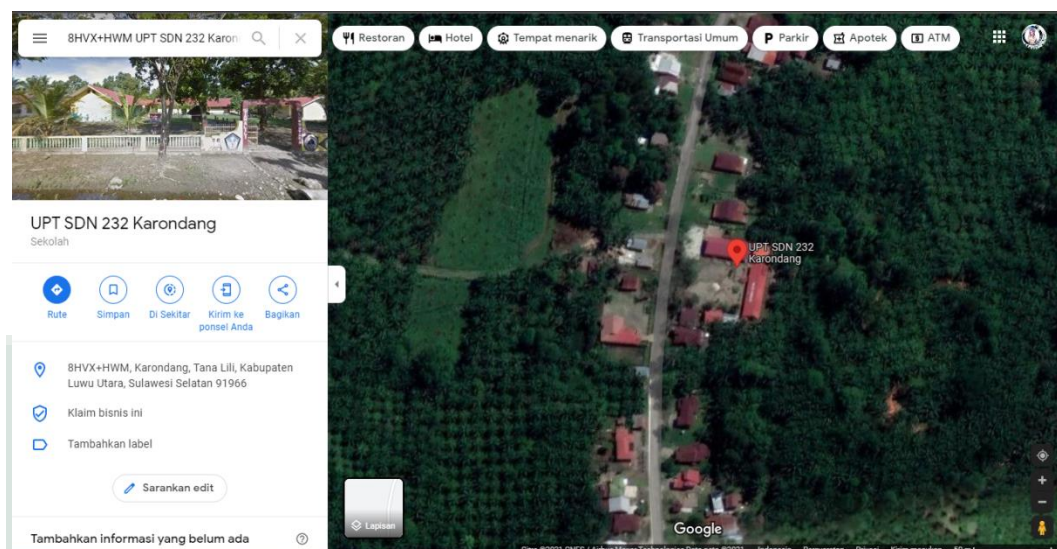 8HVX+HWM UPT SDN 232 Karon
Restoran
Hotel
Tempat menarik
Transportasi Umum
P Parkir
Apotek
ATM
UPT SDN 232 Karondang
Sekolah
Rute
Simpan
Di Sekitar
Kirim ke
ponsel Anda
Bagikan
8HVX+HWM, Karondang, Tana Lili, Kabupaten
Luwu Utara, Sulawesi Selatan 91966
Klaim bisnis ini
Tambahkan label
Sarankan edit
Tambahkan informasi yang belum ada
UPT SDN 232
Karondang
Lapisan
Google